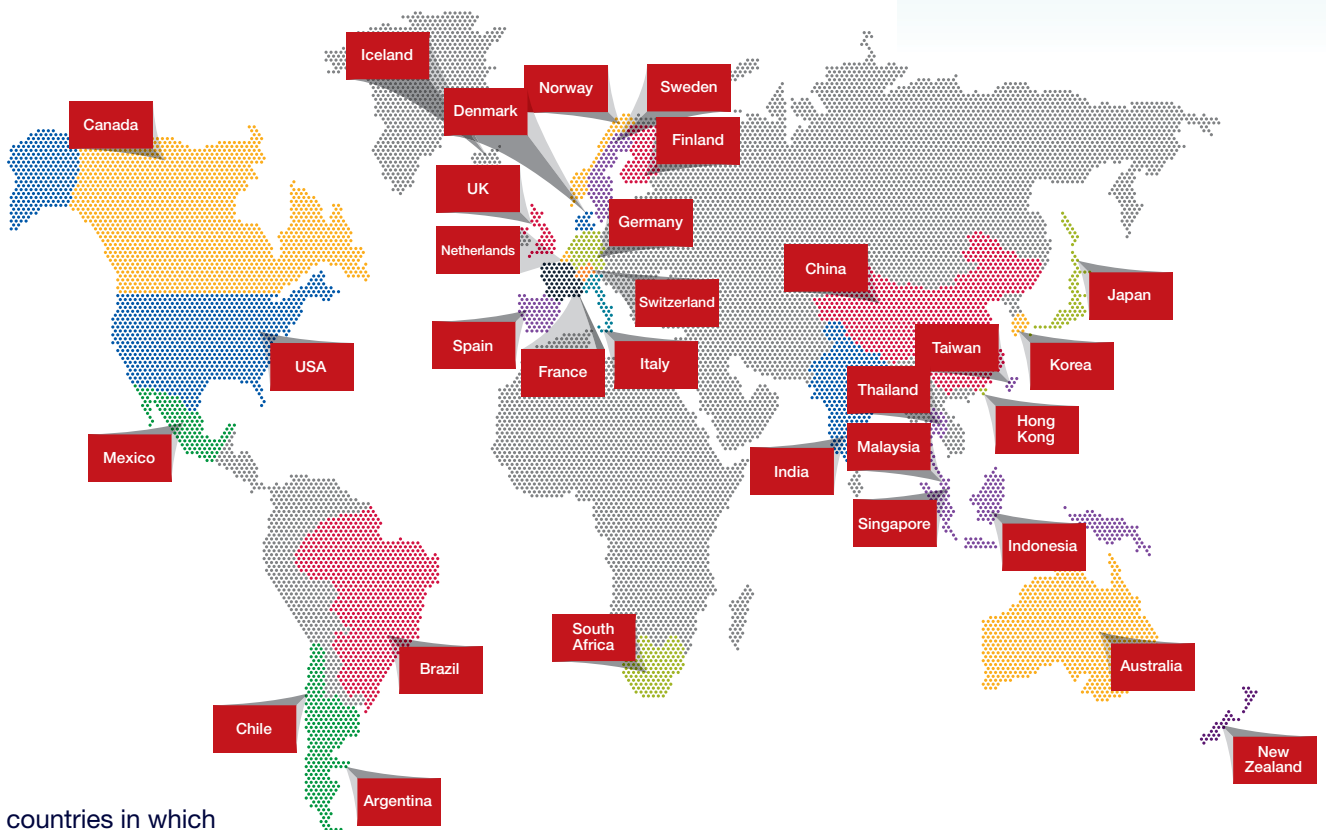 Iceland
Norway
Sweden
Denmark
Canada
Finland
UK
Germany
Netherlands
China
Switzerland
Japan
Spain
Taiwan
USA
France
Italy
Korea
Thailand
Hong
Kong
Malaysia
Mexico
India
Singapore
Indonesia
South
Africa
Brazil
Australia
Chile
New
Zealand
Argentina
countries in which